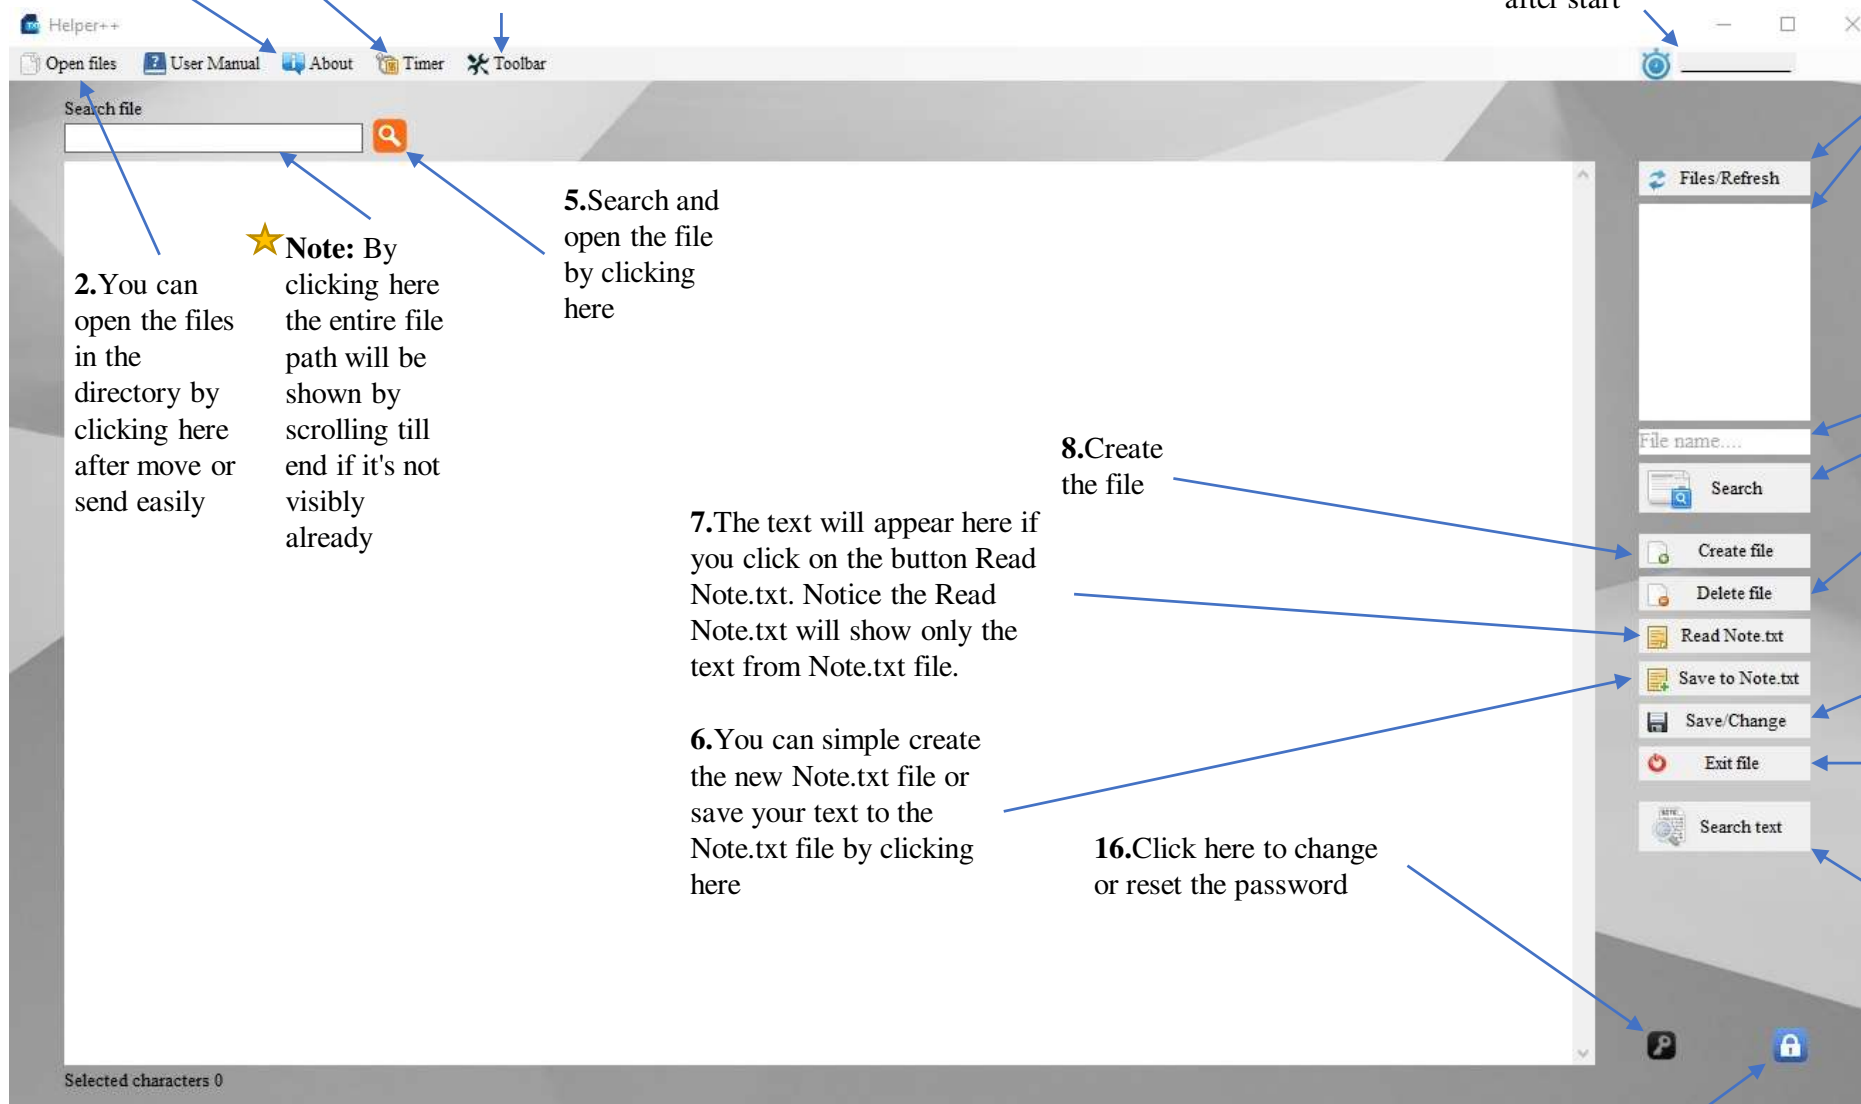 after start
Helper++
Open files
User Manual
About
Timer
Toolbar
Search file
Files/Refresh
5.Search and
open the file
by clicking
here
Note: By
clicking here
the entire file
path will be
shown by
scrolling till
end if it's not
visibly
already
2.You can
open the files
in the
directory by
clicking here
after move or
send easily
File name....
Search
8.Create
the file
7.The text will appear here if
you click on the button Read
Note.txt. Notice the Read
Note.txt will show only the
text from Note.txt file.
Create file
Delete file
Read Note.txt
Save to Note.txt
Save/Change
Exit file
6.You can simple create
the new Note.txt file or
save your text to the
Note.txt file by clicking
here
Search text
16.Click here to change
or reset the password
Selected characters 0